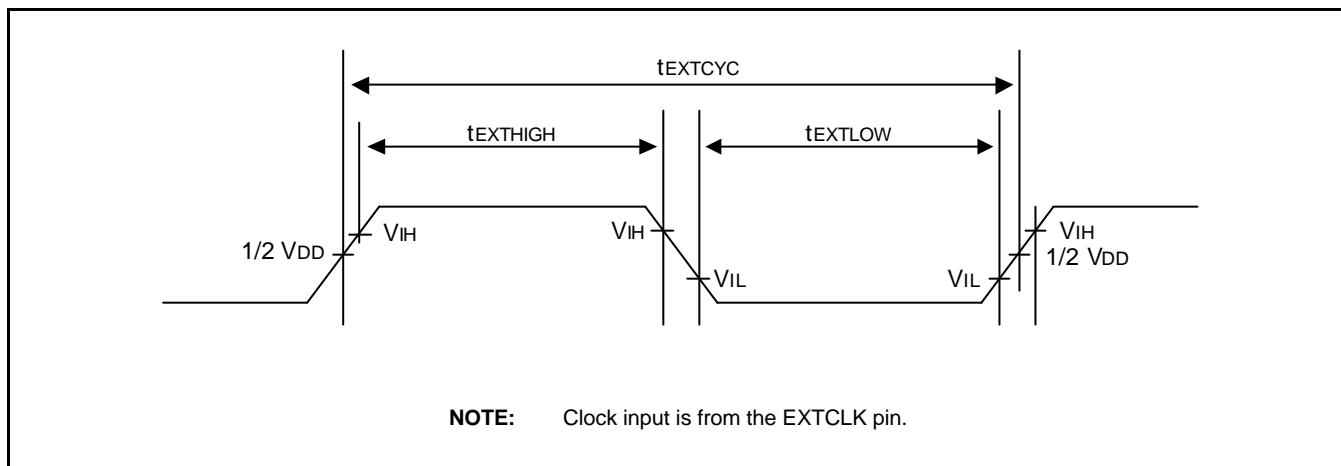 tEXTCYC
tEXTHIGH
tEXTLOW
VIH
VIH
VIH
1/2 VDD
1/2 VDD
VIL
VIL
NOTE: Clock input is from the EXTCLK pin.